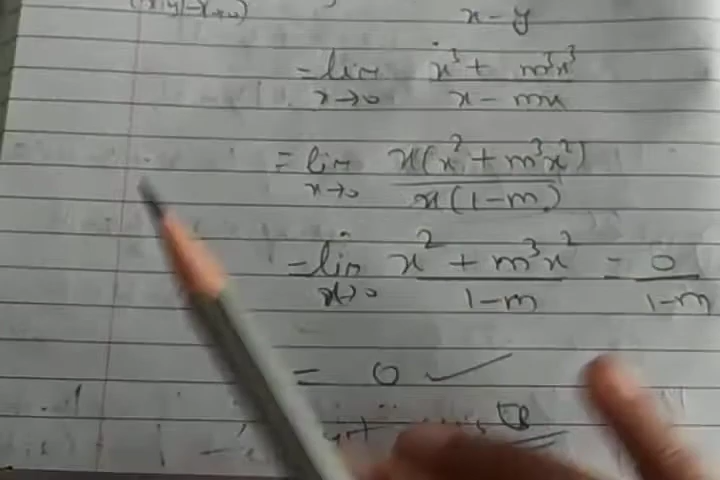 x - y
= lim x→0 x³ + m³x³ / x - mx
= lim x→0 x(x² + m³x²) / x(1-m)
= lim x→0 x² + m³x² / 1-m = 0 / 1-m
= 0 ✓